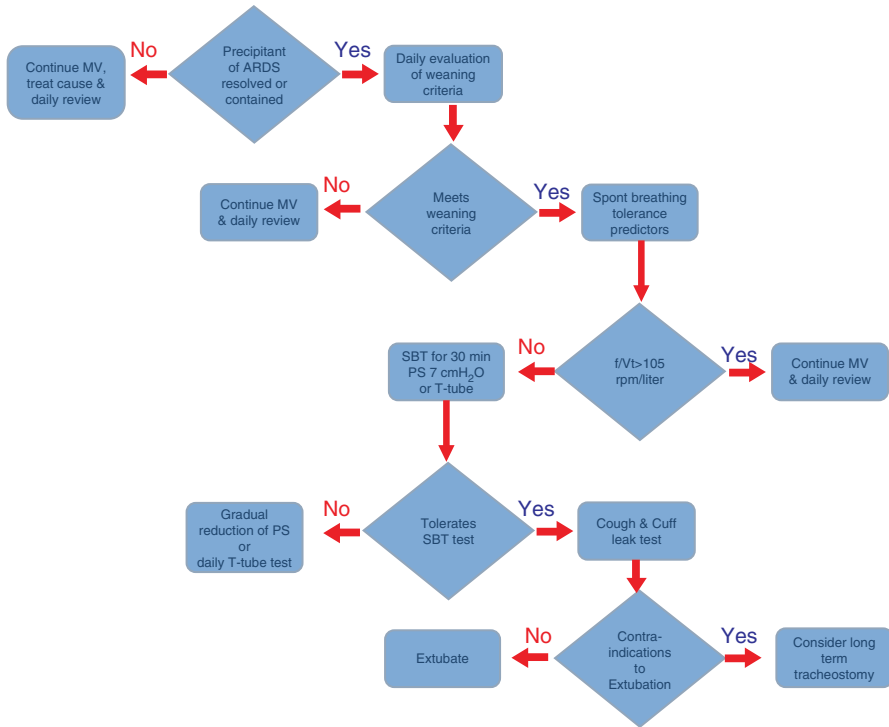 No
Precipitant
of ARDS
resolved or
contained
Yes
Continue MV,
treat cause &
daily review
Daily evaluation
of weaning
criteria
No
Meets
weaning
criteria
Yes
Continue MV
& daily review
Spont breathing
tolerance
predictors
SBT for 30 min
PS 7 cmH₂O
or T-tube
No
f/Vt>105
rpm/liter
Yes
Continue MV
& daily review
Gradual
reduction of PS
or
daily T-tube test
No
Tolerates
SBT test
Yes
Cough & Cuff
leak test
Extubate
No
Contra-
indications
to
Extubation
Yes
Consider long
term
tracheostomy